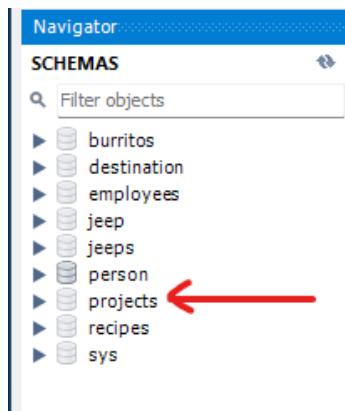 Navigator
SCHEMAS
Filter objects
burritos
destination
employees
jeep
jeeps
person
projects
recipes
sys